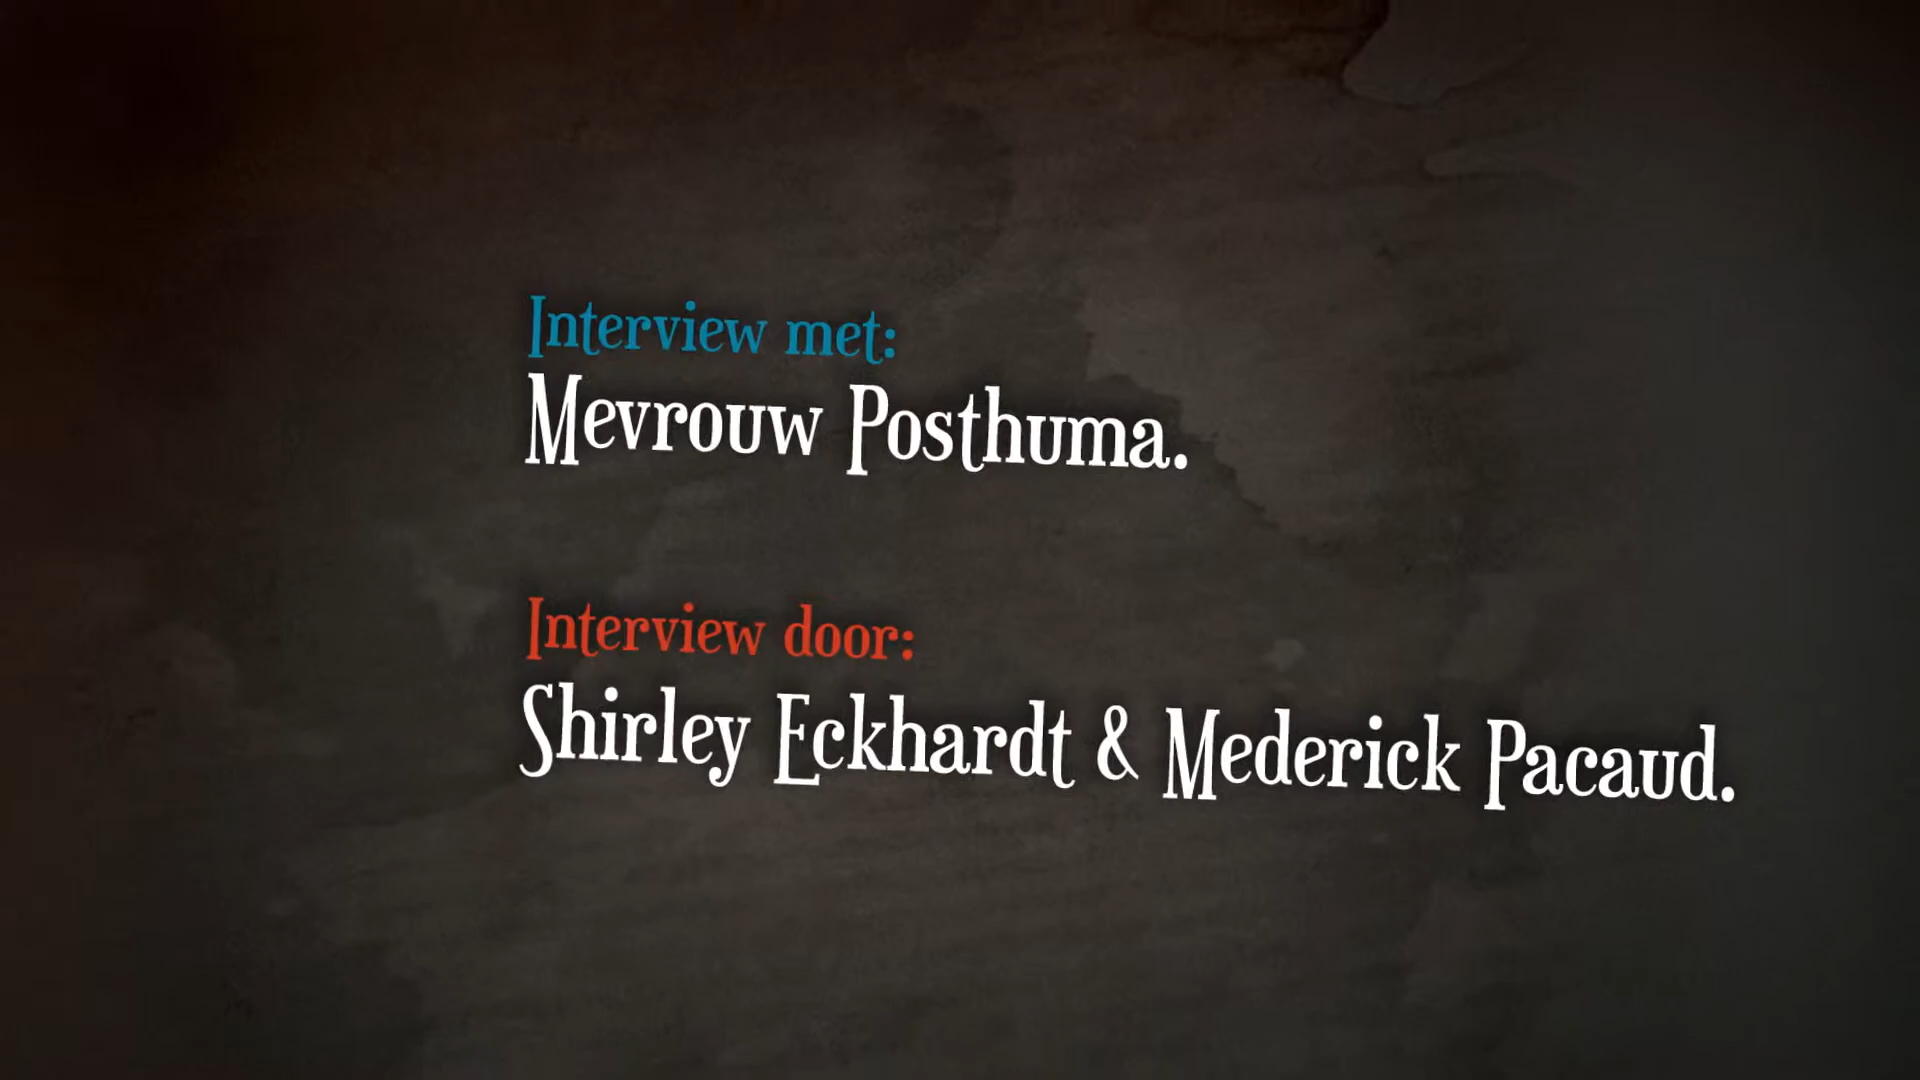 Interview met:
Mevrouw Posthuma.
Interview door:
Shirley Eckhardt & Mederick Pacaud.